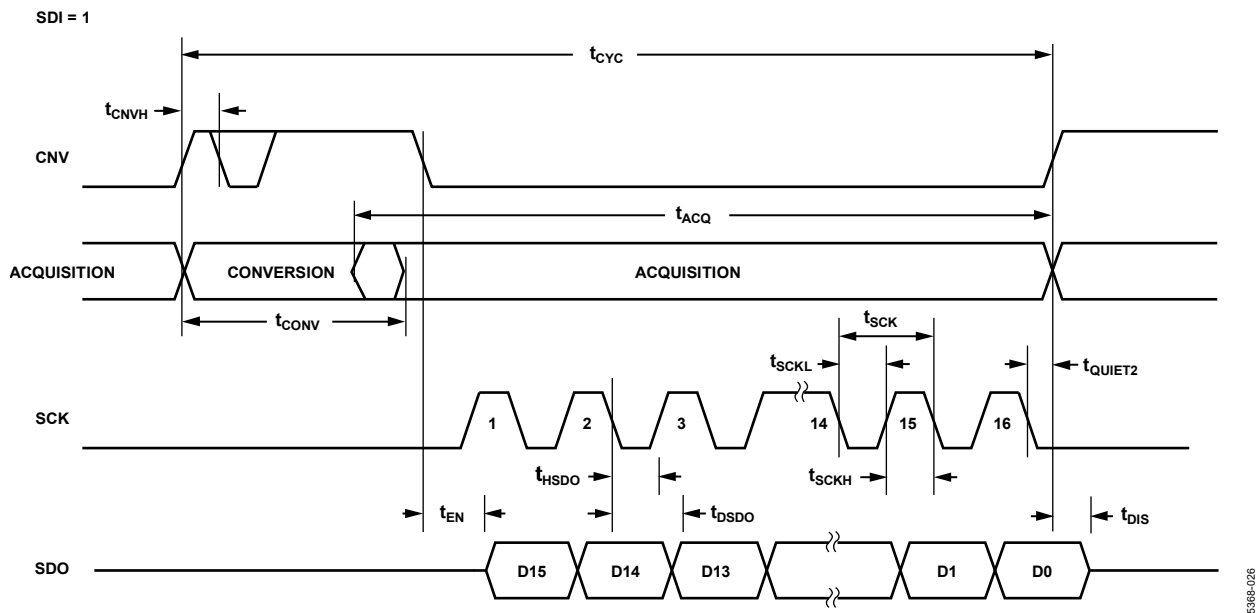 SDI = 1
tCYC
tCNVH
CNV
tACQ
ACQUISITION
CONVERSION
ACQUISITION
tCONV
tSCK
tSCKL
tQUIET2
SCK
1
2
3
14
15
16
tHSDO
tSCKH
tEN
tDSDO
tDIS
SDO
D15
D14
D13
D1
D0
5368-026